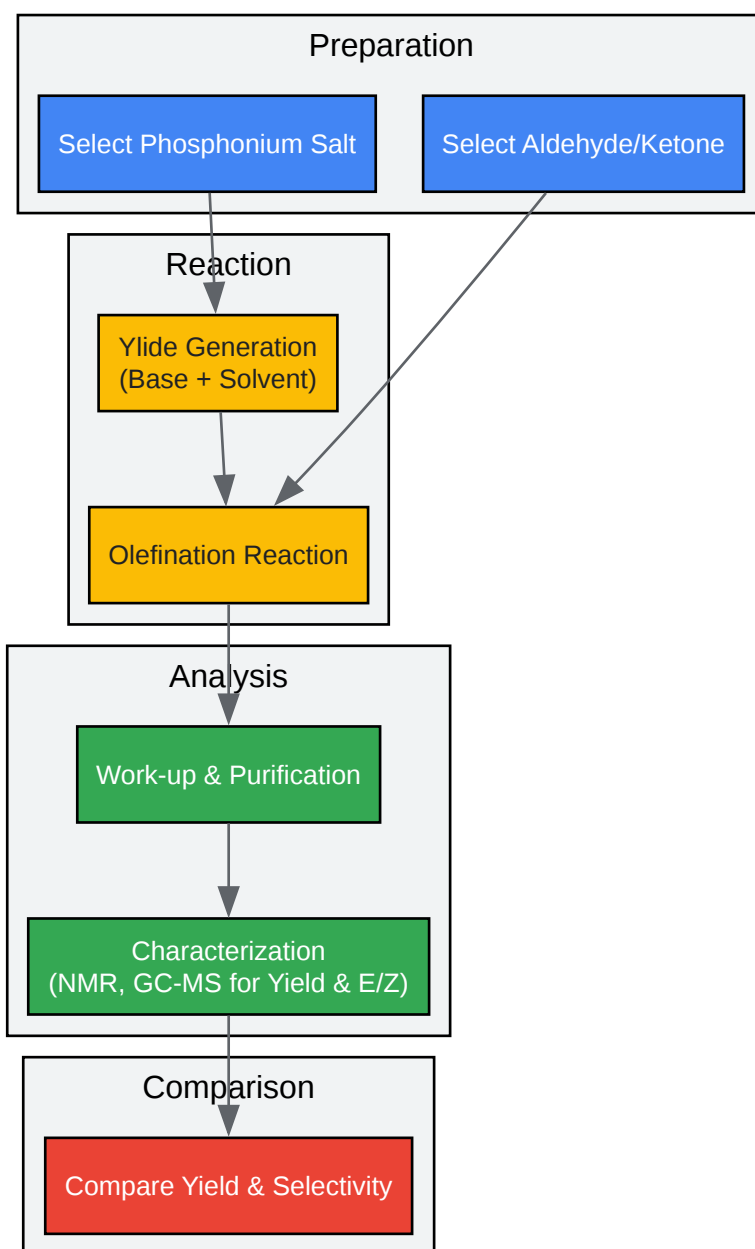 Preparation
Select Phosphonium Salt
Select Aldehyde/Ketone
Reaction
Ylide Generation
(Base + Solvent)
Olefination Reaction
Analysis
Work-up & Purification
Characterization
(NMR, GC-MS for Yield & E/Z)
Comparison
Compare Yield & Selectivity